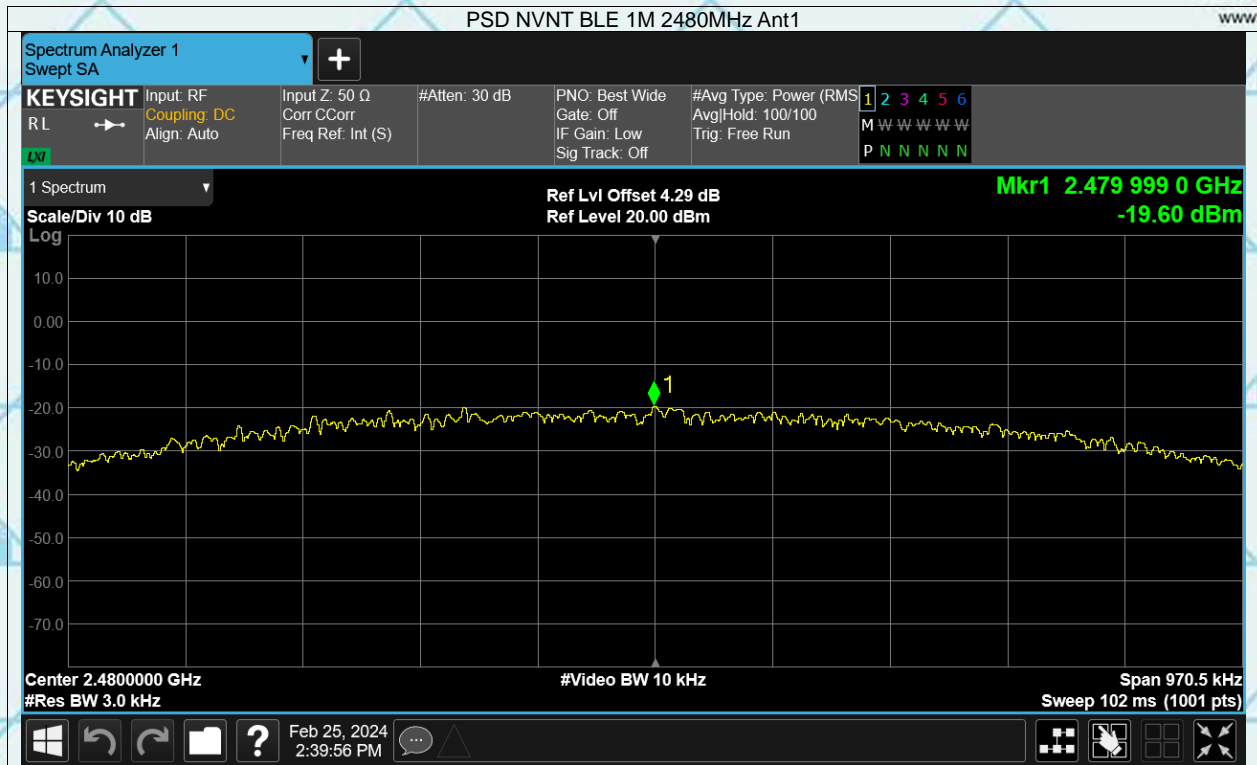 PSD NVNT BLE 1M 2480MHz Ant1
www
Spectrum Analyzer 1
Swept SA
KEYSIGHT
RL
LXI
Input: RF
Coupling: DC
Align: Auto
Input Z: 50 Ω
Corr CCorr
Freq Ref: Int (S)
#Atten: 30 dB
PNO: Best Wide
Gate: Off
IF Gain: Low
Sig Track: Off
#Avg Type: Power (RMS
Avg|Hold: 100/100
Trig: Free Run
1 2 3 4 5 6
M W W W W W
P N N N N N
1 Spectrum
Scale/Div 10 dB
Log
Ref Lvl Offset 4.29 dB
Ref Level 20.00 dBm
Mkr1 2.479 999 0 GHz
-19.60 dBm
10.0
0.00
-10.0
1
-20.0
-30.0
-40.0
-50.0
-60.0
-70.0
Center 2.4800000 GHz
#Res BW 3.0 kHz
#Video BW 10 kHz
Span 970.5 kHz
Sweep 102 ms (1001 pts)
?
Feb 25, 2024
2:39:56 PM